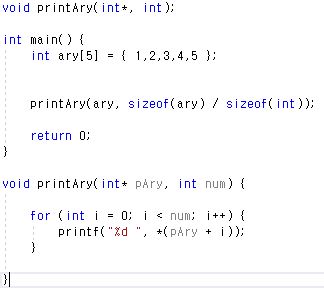 void printAry(int*, int);
int main() {
int ary[5] = { 1,2,3,4,5 };
printAry(ary, sizeof(ary) / sizeof(int));
return 0;
}
void printAry(int* pAry, int num) {
for (int i = 0; i < num; i++) {
printf("%d ", *(pAry + i));
}
}